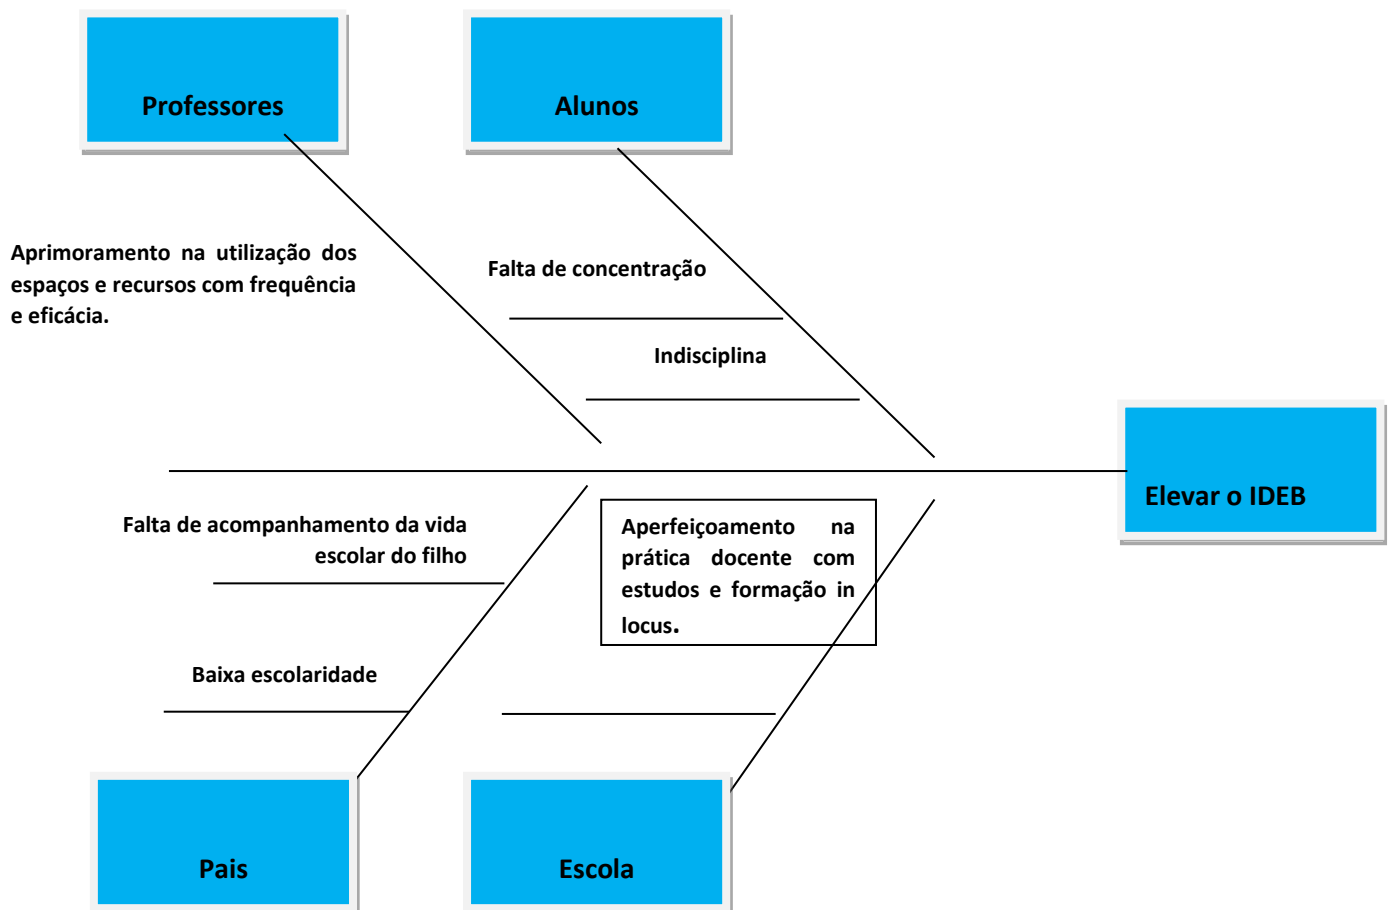 Professores
Alunos
Aprimoramento na utilização dos
espaços e recursos com frequência
e eficácia.
Falta de concentração
Indisciplina
Elevar o IDEB
Falta de acompanhamento da vida
escolar do filho
Aperfeiçoamento na
prática docente com
estudos e formação in
locus.
Baixa escolaridade
Pais
Escola